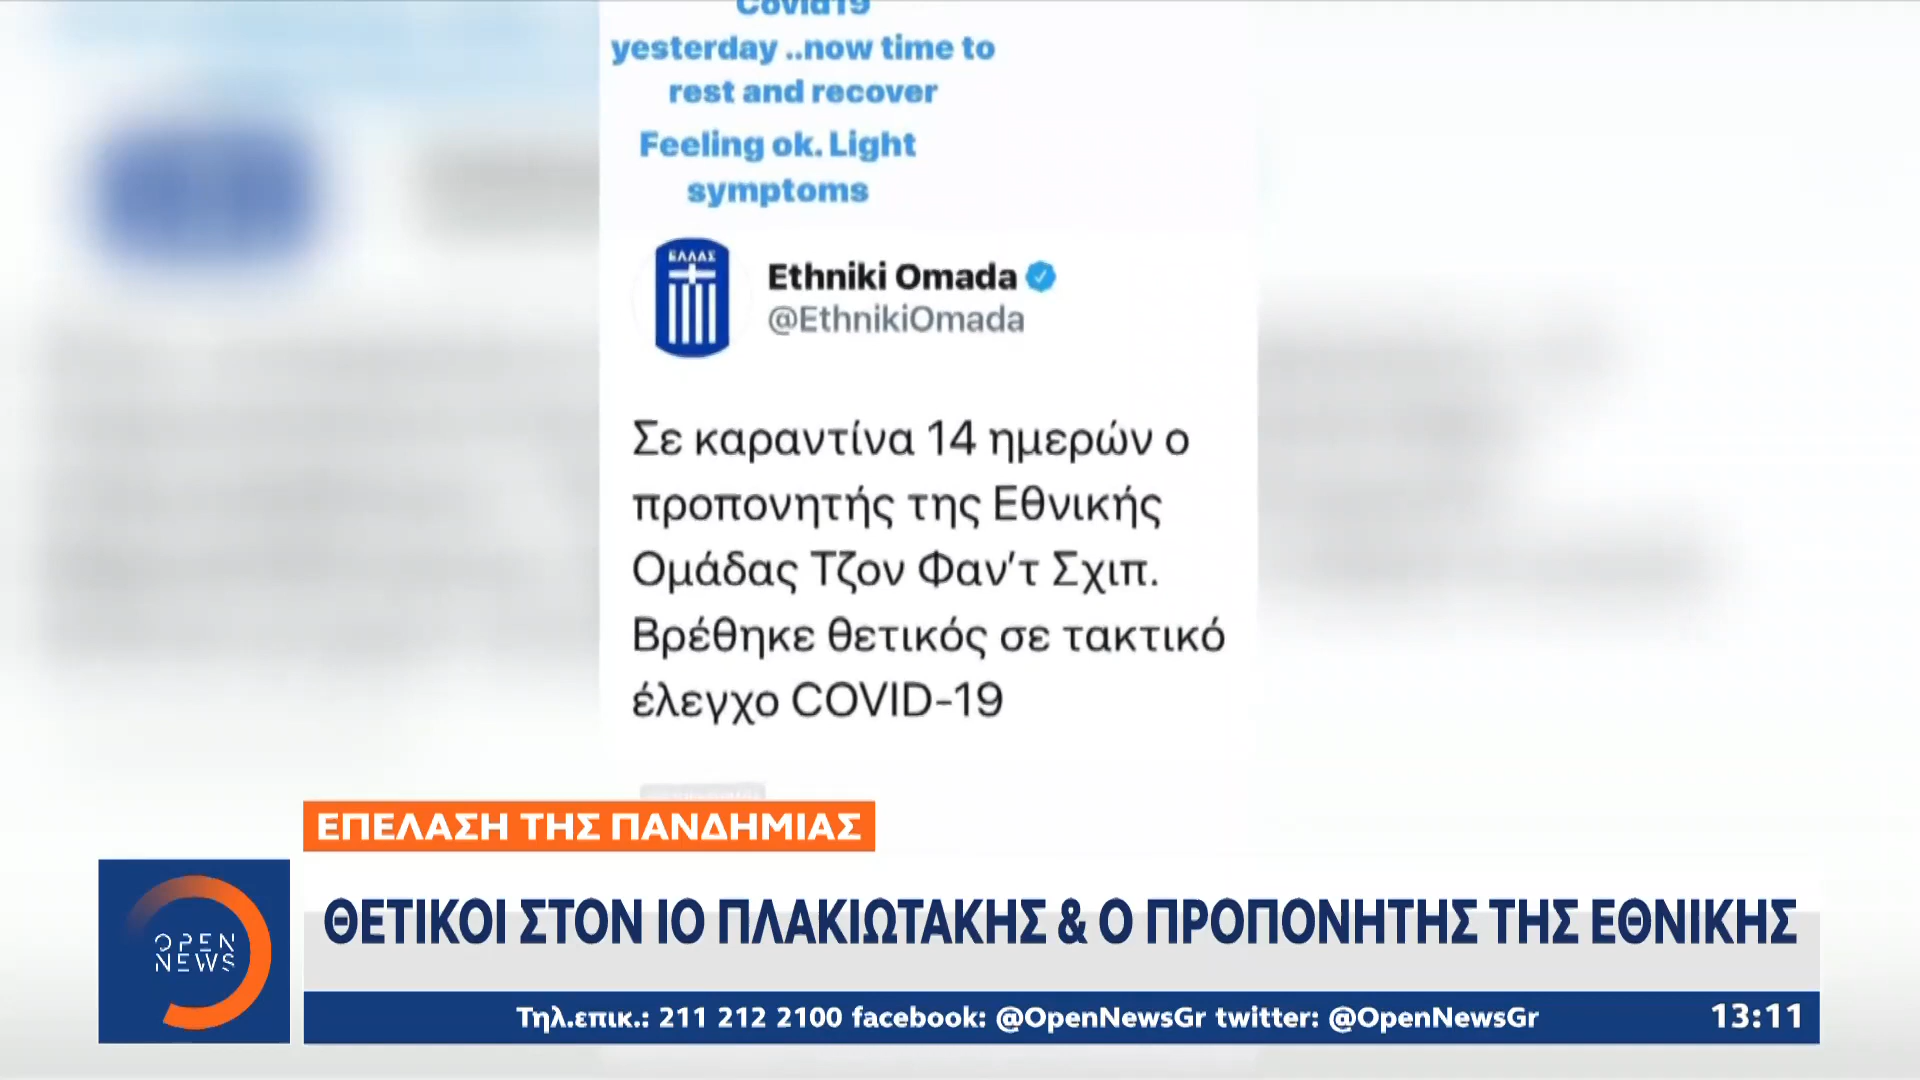 Covid19
yesterday ..now time to
rest and recover
Feeling ok. Light
symptoms
ΕΛΛΑΣ
Ethniki Omada
@EthnikiOmada
Σε καραντίνα 14 ημερών ο
προπονητής της Εθνικής
Ομάδας Τζον Φαν’τ Σχιπ.
Βρέθηκε θετικός σε τακτικό
έλεγχο COVID-19
ΕΠΕΛΑΣΗ ΤΗΣ ΠΑΝΔΗΜΙΑΣ
ΘΕΤΙΚΟΙ ΣΤΟΝ ΙΟ ΠΛΑΚΙΩΤΑΚΗΣ & Ο ΠΡΟΠΟΝΗΤΗΣ ΤΗΣ ΕΘΝΙΚΗΣ
OPEN
NEWS
Τηλ.επικ.: 211 212 2100 facebook: @OpenNewsGr twitter: @OpenNewsGr
13:11